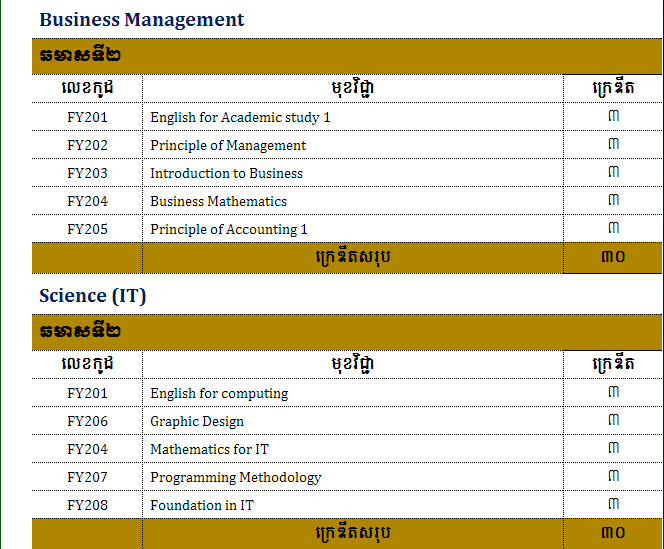 Business Management
ឆមាសទី២
លេខកូដ មុខវិជ្ជា ក្រេឌីត
FY201 English for Academic study 1 ៣
FY202 Principle of Management ៣
FY203 Introduction to Business ៣
FY204 Business Mathematics ៣
FY205 Principle of Accounting 1 ៣
ក្រេឌីតសរុប ៣០
Science (IT)
ឆមាសទី២
លេខកូដ មុខវិជ្ជា ក្រេឌីត
FY201 English for computing ៣
FY206 Graphic Design ៣
FY204 Mathematics for IT ៣
FY207 Programming Methodology ៣
FY208 Foundation in IT ៣
ក្រេឌីតសរុប ៣០